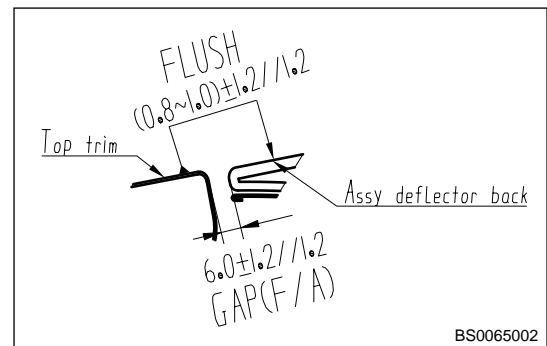 FLUSH
(0.8~1.0)±1.2//1.2
Top trim
Assy deflector back
6.0±1.2//1.2
GAP(F/A)
BS0065002